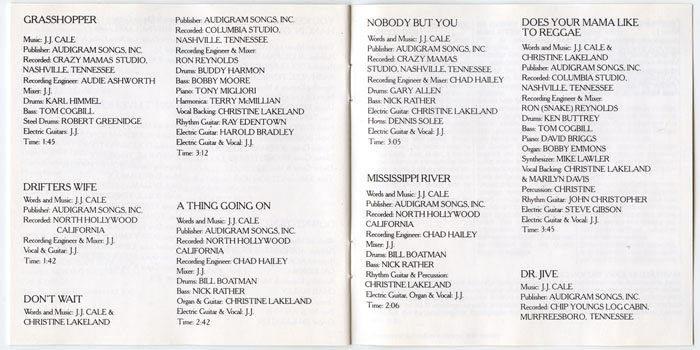 GRASSHOPPER
Music: J.J. CALE
Publisher: AUDIGRAM SONGS, INC.
Recorded: CRAZY MAMAS STUDIO,
NASHVILLE, TENNESSEE
Recording Engineer: AUDIE ASHWORTH
Mixer: J.J.
Drums: KARL HIMMEL
Bass: TOM COGBILL
Steel Drums: ROBERT GREENIDGE
Electric Guitars: J.J.
Time: 1:45
DRIFTERS WIFE
Words and Music: J.J. CALE
Publisher: AUDIGRAM SONGS, INC.
Recorded: NORTH HOLLYWOOD
CALIFORNIA
Recording Engineer & Mixer: J.J.
Vocal & Guitar: J.J.
Time: 1:42
DON'T WAIT
Words and Music: J.J. CALE &
CHRISTINE LAKELAND
Publisher: AUDIGRAM SONGS, INC.
Recorded: COLUMBIA STUDIO,
NASHVILLE, TENNESSEE
Recording Engineer & Mixer:
RON REYNOLDS
Drums: BUDDY HARMON
Bass: BOBBY MOORE
Piano: TONY MIGLIORI
Harmonica: TERRY McMILLIAN
Vocal Backing: CHRISTINE LAKELAND
Rhythm Guitar: RAY EDENTOWN
Electric Guitar: HAROLD BRADLEY
Electric Guitar & Vocal: J.J.
Time: 3:12
A THING GOING ON
Words and Music: J.J. CALE
Publisher: AUDIGRAM SONGS, INC.
Recorded: NORTH HOLLYWOOD
CALIFORNIA
Recording Engineer: CHAD HAILEY
Mixer: J.J.
Drums: BILL BOATMAN
Bass: NICK RATHER
Organ & Guitar: CHRISTINE LAKELAND
Electric Guitar & Vocal: J.J.
Time: 2:42
NOBODY BUT YOU
Words and Music: J.J. CALE
Publisher: AUDIGRAM SONGS, INC.
Recorded: CRAZY MAMAS
STUDIO, NASHVILLE, TENNESSEE
Recording Engineer & Mixer: CHAD HAILEY
Drums: GARY ALLEN
Bass: NICK RATHER
Electric Guitar: CHRISTINE LAKELAND
Horns: DENNIS SOLEE
Electric Guitar & Vocal: J.J.
Time: 3:05
MISSISSIPPI RIVER
Words and Music: J.J. CALE
Publisher: AUDIGRAM SONGS, INC.
Recorded: NORTH HOLLYWOOD
CALIFORNIA
Recording Engineer: CHAD HAILEY
Mixer: J.J.
Drums: BILL BOATMAN
Bass: NICK RATHER
Rhythm Guitar & Percussion:
CHRISTINE LAKELAND
Electric Guitar, Organ & Vocal: J.J.
Time: 2:06
DOES YOUR MAMA LIKE
TO REGGAE
Words and Music: J.J. CALE &
CHRISTINE LAKELAND
Publisher: AUDIGRAM SONGS, INC.
Recorded: COLUMBIA STUDIO,
NASHVILLE, TENNESSEE
Recording Engineer & Mixer:
RON (SNAKE) REYNOLDS
Drums: KEN BUTTREY
Bass: TOM COGBILL
Piano: DAVID BRIGGS
Organ: BOBBY EMMONS
Synthesizer: MIKE LAWLER
Vocal Backing: CHRISTINE LAKELAND
& MARILYN DAVIS
Percussion: CHRISTINE
Rhythm Guitar: JOHN CHRISTOPHER
Electric Guitar: STEVE GIBSON
Electric Guitar & Vocal: J.J.
Time: 3:45
DR. JIVE
Music: J.J. CALE
Publisher: AUDIGRAM SONGS, INC.
Recorded: CHIP YOUNGS LOG CABIN,
MURFREESBORO, TENNESSEE